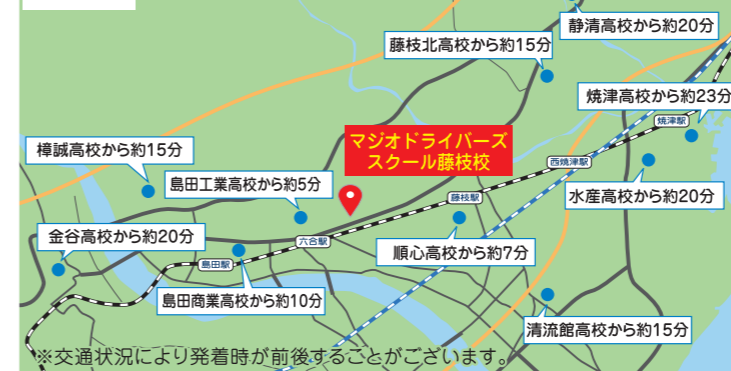 静清高校から約20分
藤枝北高校から約15分
焼津高校から約23分
焼津駅
マジオドライバーズ
スクール藤枝校
樟誠高校から約15分
西焼津駅
島田工業高校から約5分
水産高校から約20分
藤枝駅
金谷高校から約20分
六合駅
順心高校から約7分
島田駅
島田商業高校から約10分
清流館高校から約15分
※交通状況により発着時が前後することがございます。